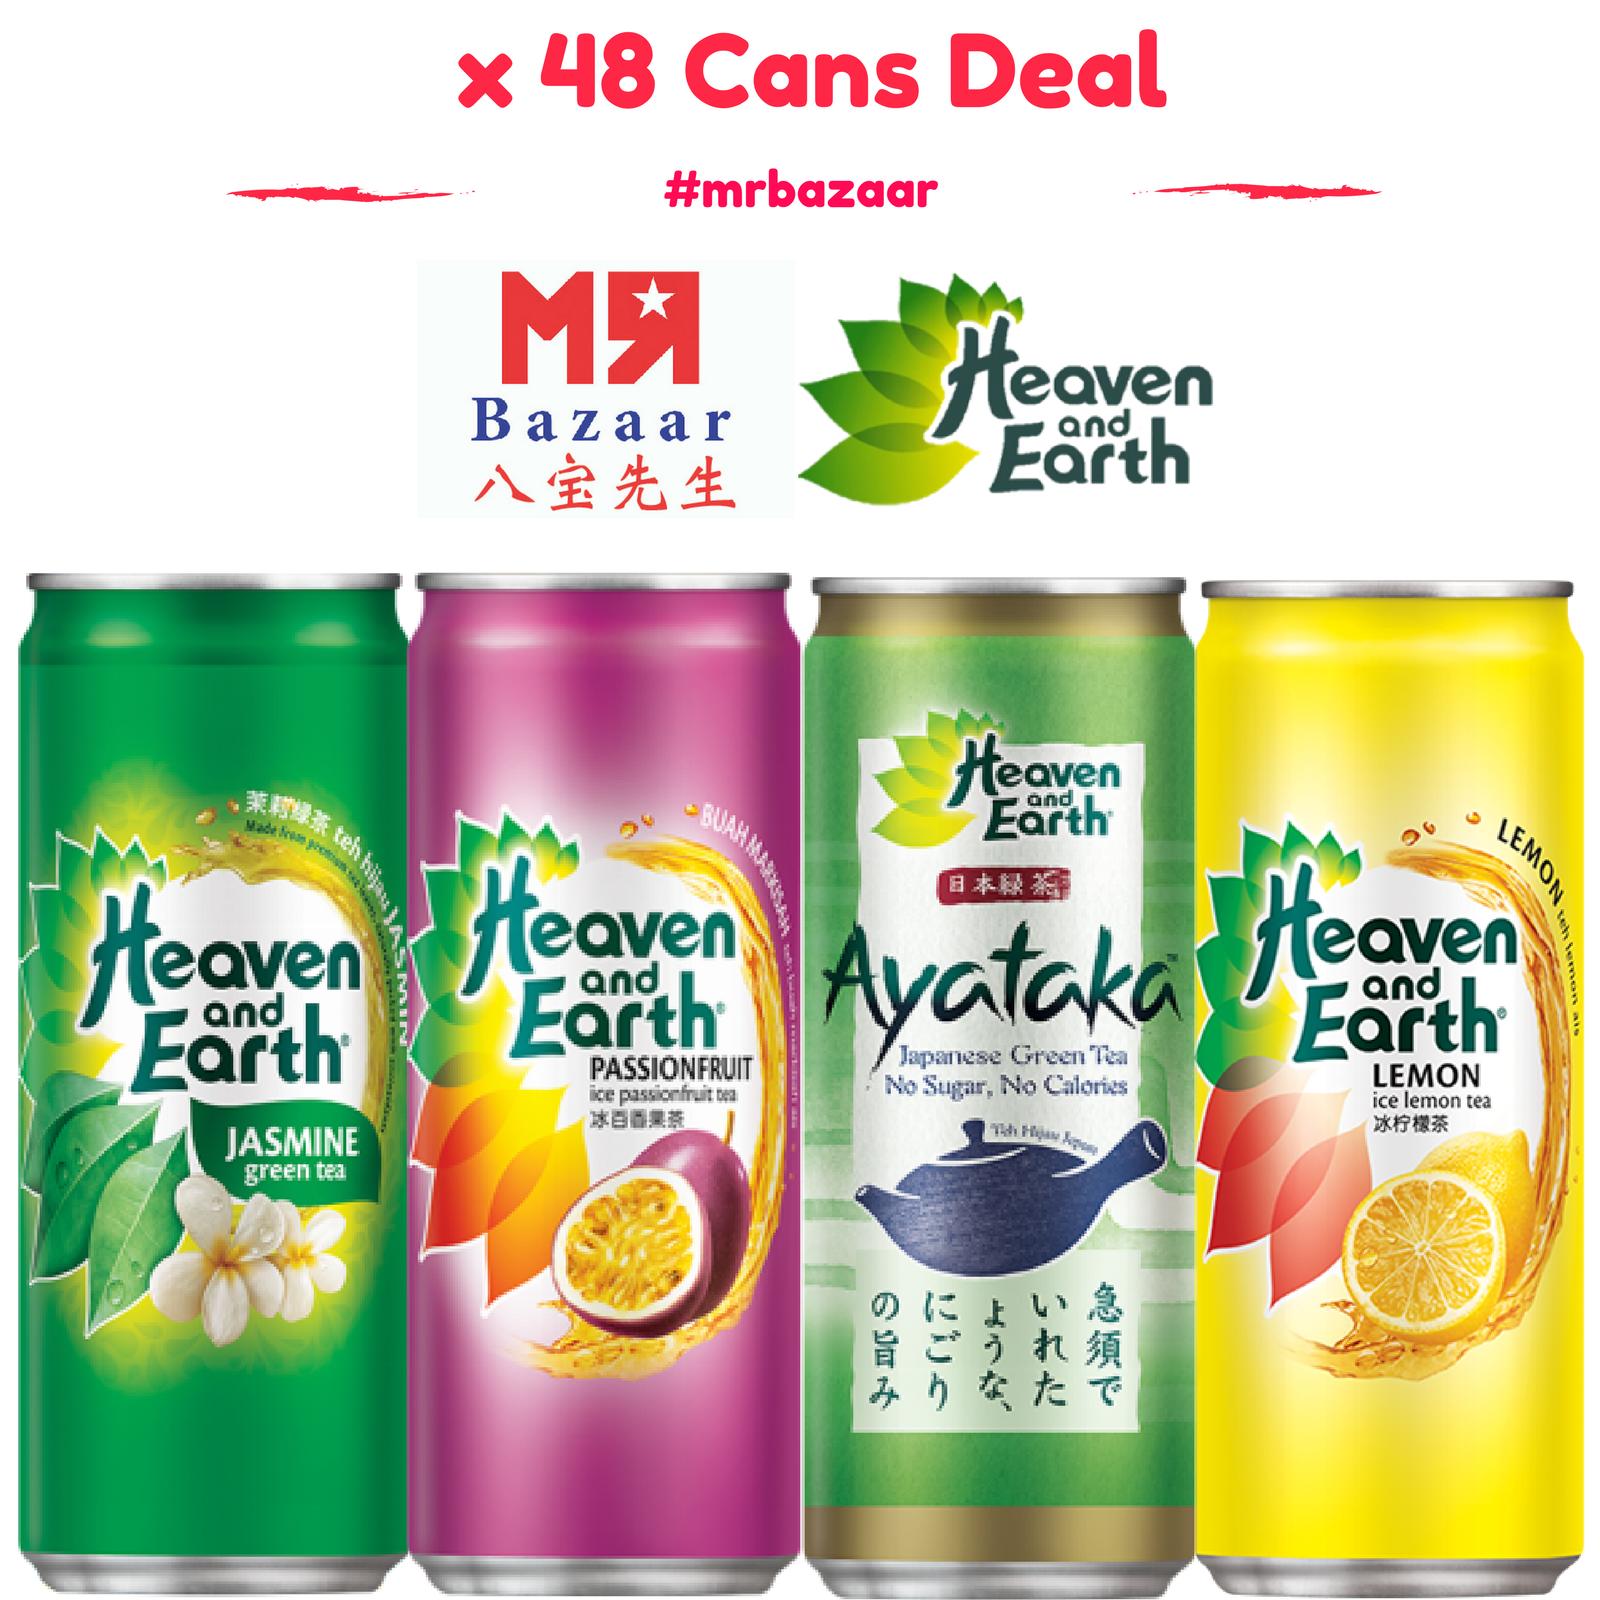 x 48 Cans Deal
#mrbazaar
MR
Bazaar
八宝先生
Heaven
and
Earth
茉莉绿茶 teh hijau JASMIN
Heaven
and
Earth
JASMINE
green tea
BUAH MARKISAH
Heaven
and
Earth
PASSIONFRUIT
ice passionfruit tea
冰百香果茶
Heaven
and
Earth
日本緑茶
Ayataka™
Japanese Green Tea
No Sugar, No Calories
Teh Hijau Jepun
急須で
いれた
ような、
にごり
の旨み
LEMON teh lemon ais
Heaven
and
Earth
LEMON
ice lemon tea
冰柠檬茶